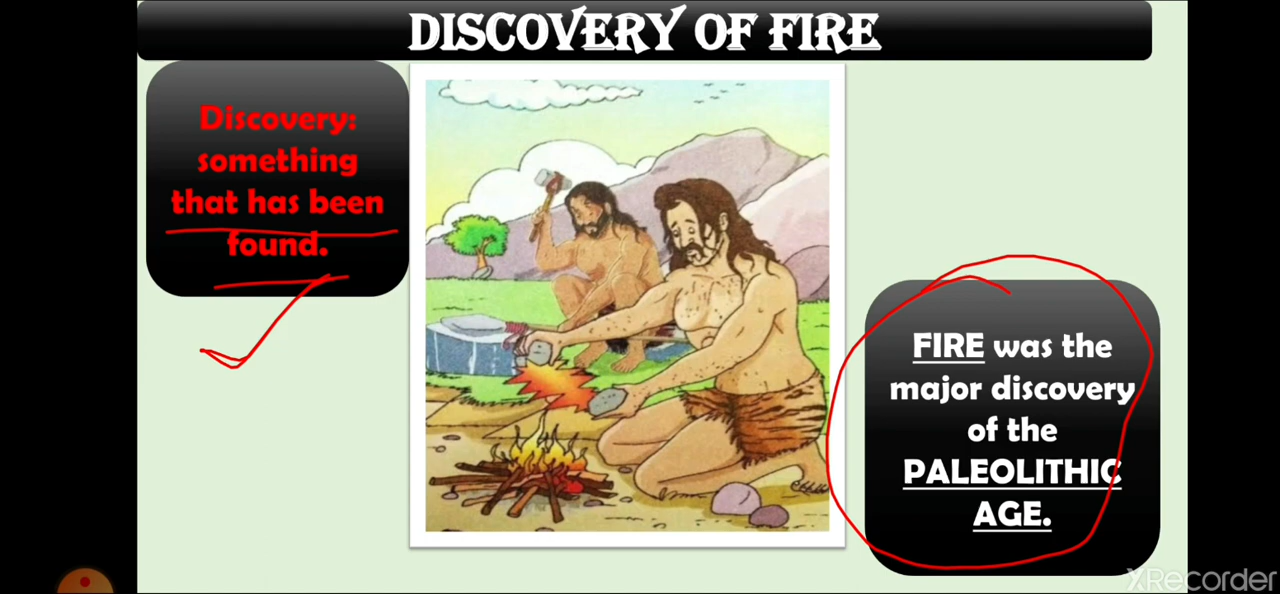 DISCOVERY OF FIRE
Discovery:
something
that has been
found.
FIRE was the
major discovery
of the
PALEOLITHIC
AGE.
XRecorder